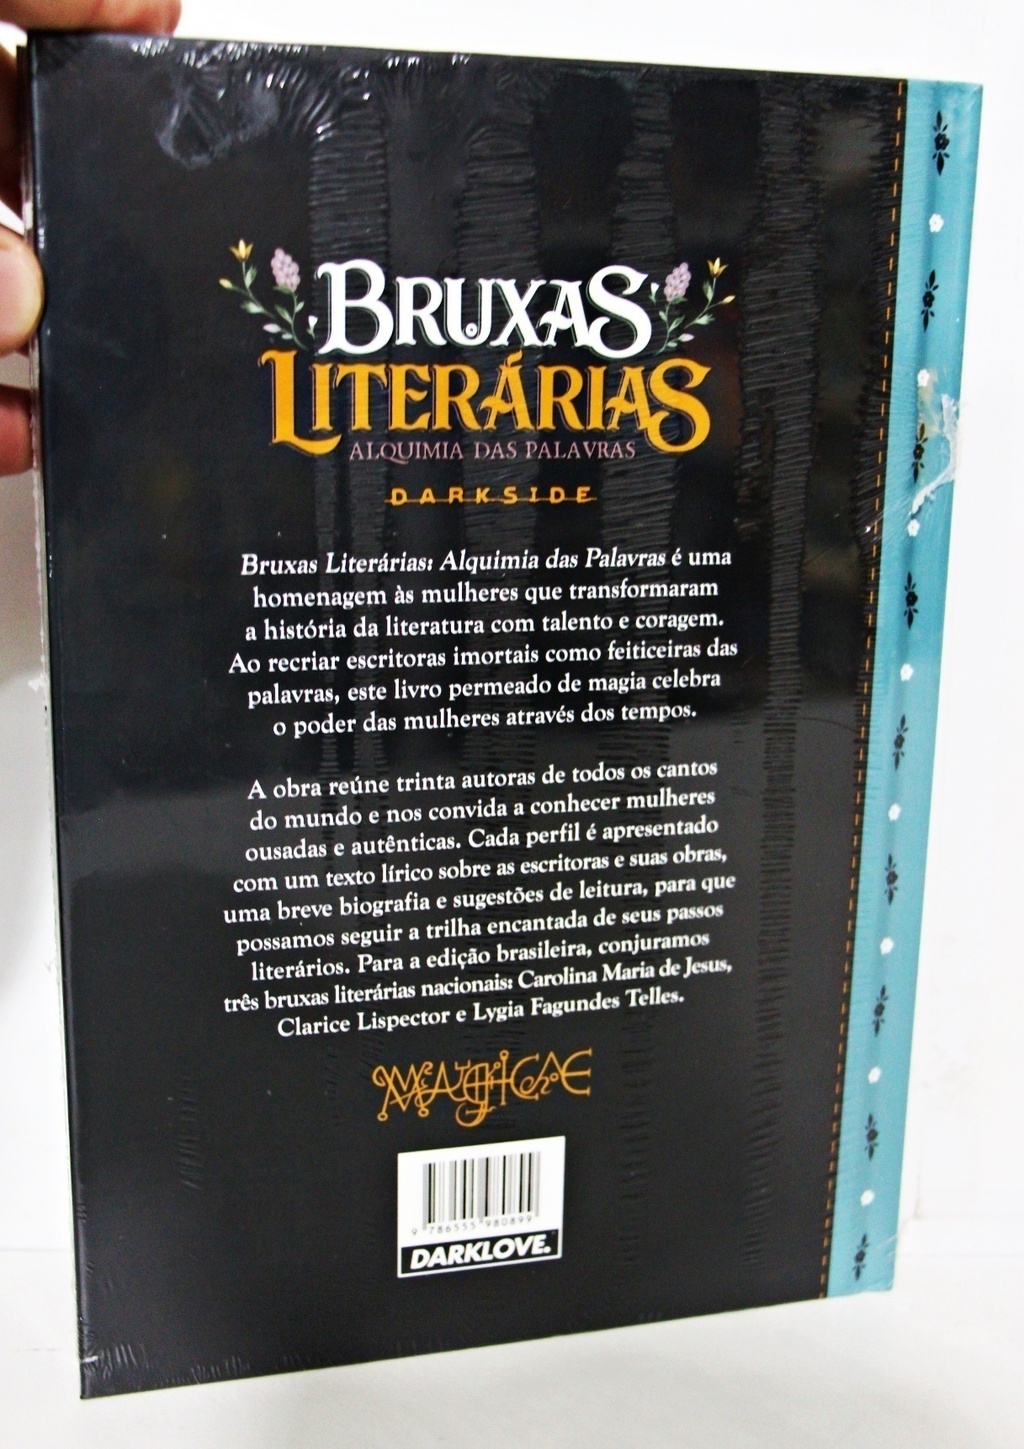 BRUXAS
LITERÁRIAS
ALQUIMIA DAS PALAVRAS
DARKSIDE
Bruxas Literárias: Alquimia das Palavras é uma
homenagem às mulheres que transformaram
a história da literatura com talento e coragem.
Ao recriar escritoras imortais como feiticeiras das
palavras, este livro permeado de magia celebra
o poder das mulheres através dos tempos.
A obra reúne trinta autoras de todos os cantos
do mundo e nos convida a conhecer mulheres
ousadas e autênticas. Cada perfil é apresentado
com um texto lírico sobre as escritoras e suas obras,
uma breve biografia e sugestões de leitura, para que
possamos seguir a trilha encantada de seus passos
literários. Para a edição brasileira, conjuramos
três bruxas literárias nacionais: Carolina Maria de Jesus,
Clarice Lispector e Lygia Fagundes Telles.
MAGICAE
9 786555 980899
DARKLOVE.